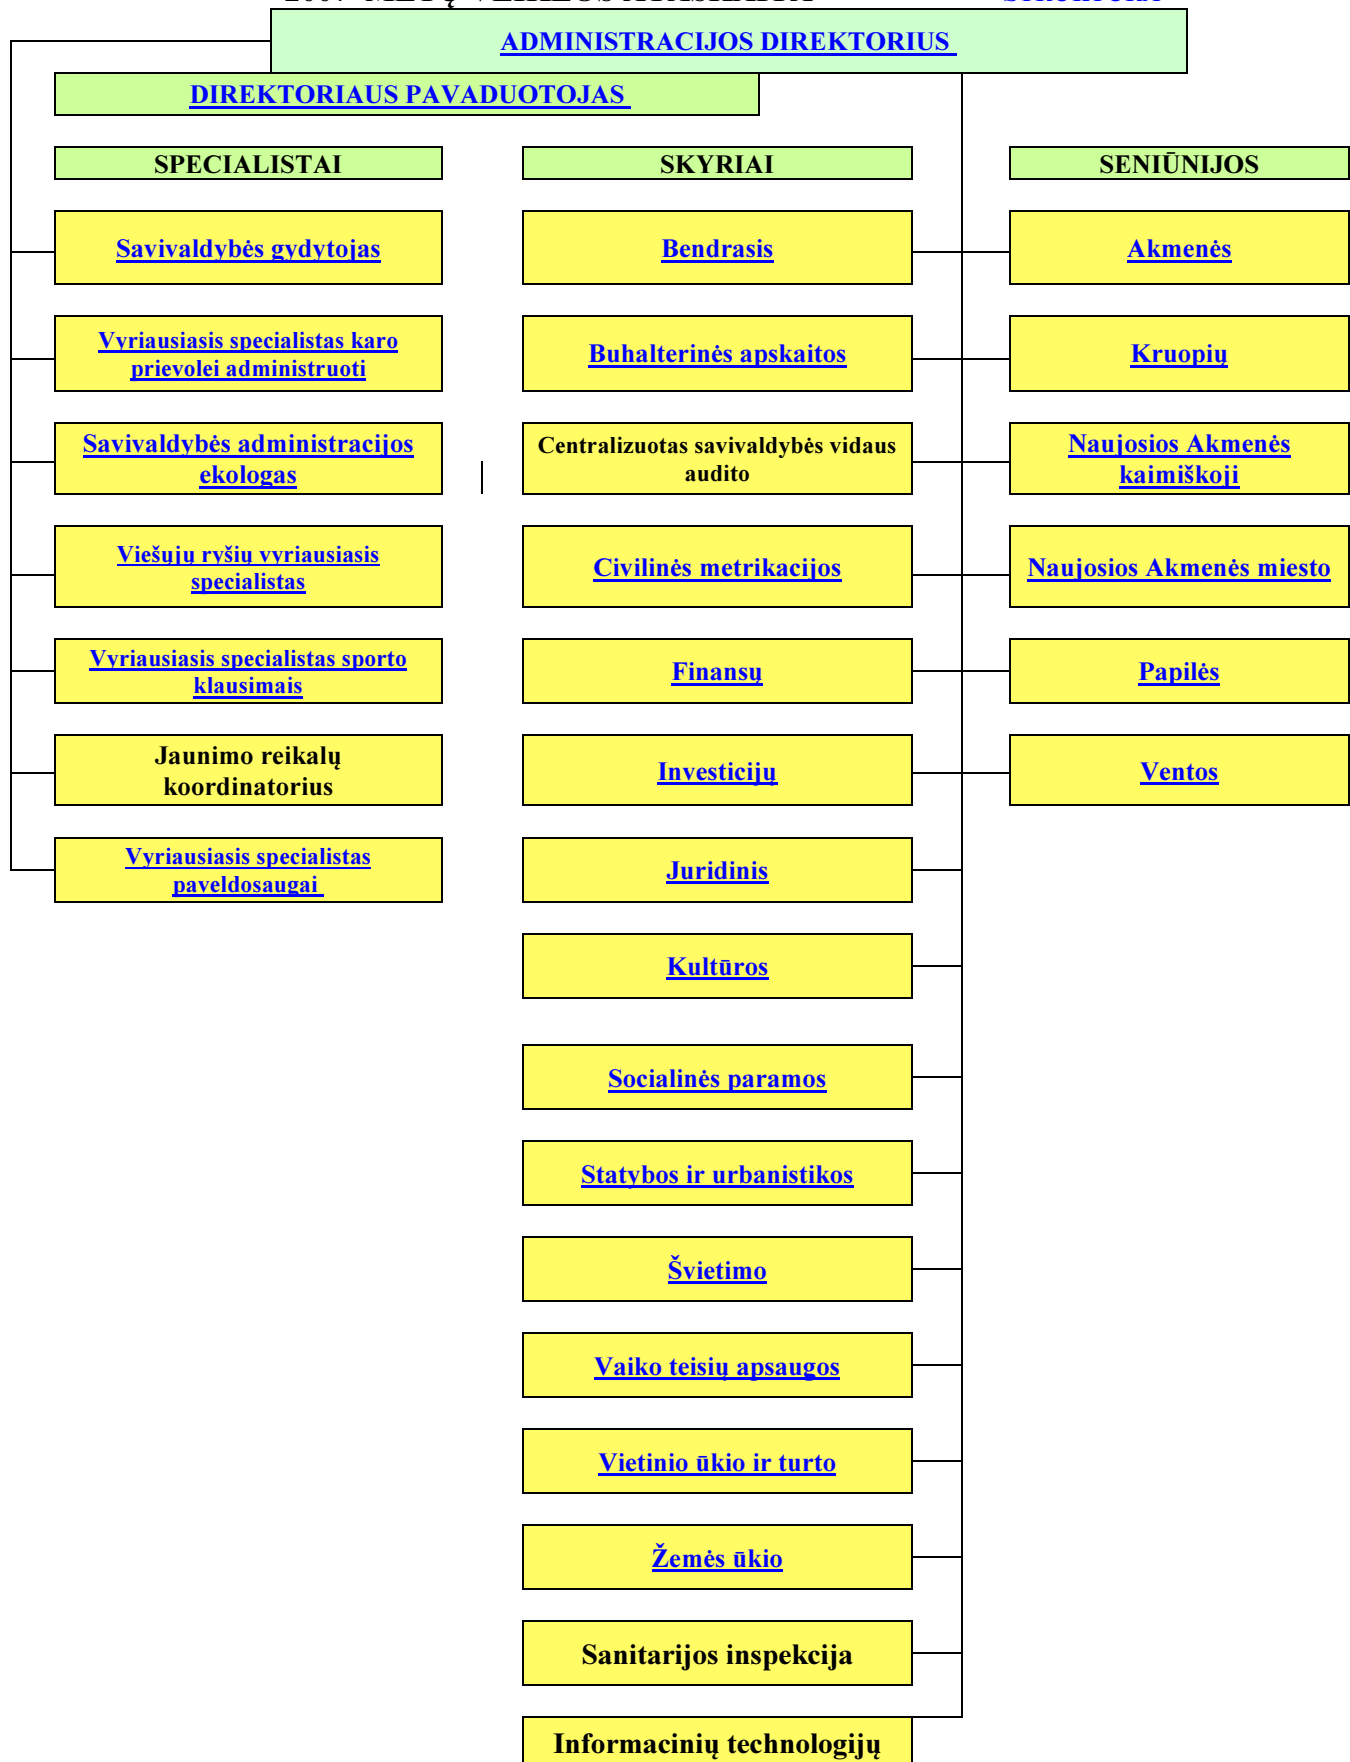 ADMINISTRACIJOS DIREKTORIUS
DIREKTORIAUS PAVADUOTOJAS
SPECIALISTAI
Savivaldybės gydytojas
Vyriausiasis specialistas karo
prievolei administruoti
Savivaldybės administracijos
ekologas
Viešųjų ryšių vyriausiasis
specialistas
Vyriausiasis specialistas sporto
klausimais
Jaunimo reikalų
koordinatorius
Vyriausiasis specialistas
paveldosaugai
SKYRIAI
Bendrasis
Buhalterinės apskaitos
Centralizuotas savivaldybės vidaus
audito
Civilinės metrikacijos
Finansų
Investicijų
Juridinis
Kultūros
Socialinės paramos
Statybos ir urbanistikos
Švietimo
Vaiko teisių apsaugos
Vietinio ūkio ir turto
Žemės ūkio
Sanitarijos inspekcija
Informacinių technologijų
SENIŪNIJOS
Akmenės
Kruopių
Naujosios Akmenės
kaimiškoji
Naujosios Akmenės miesto
Papilės
Ventos